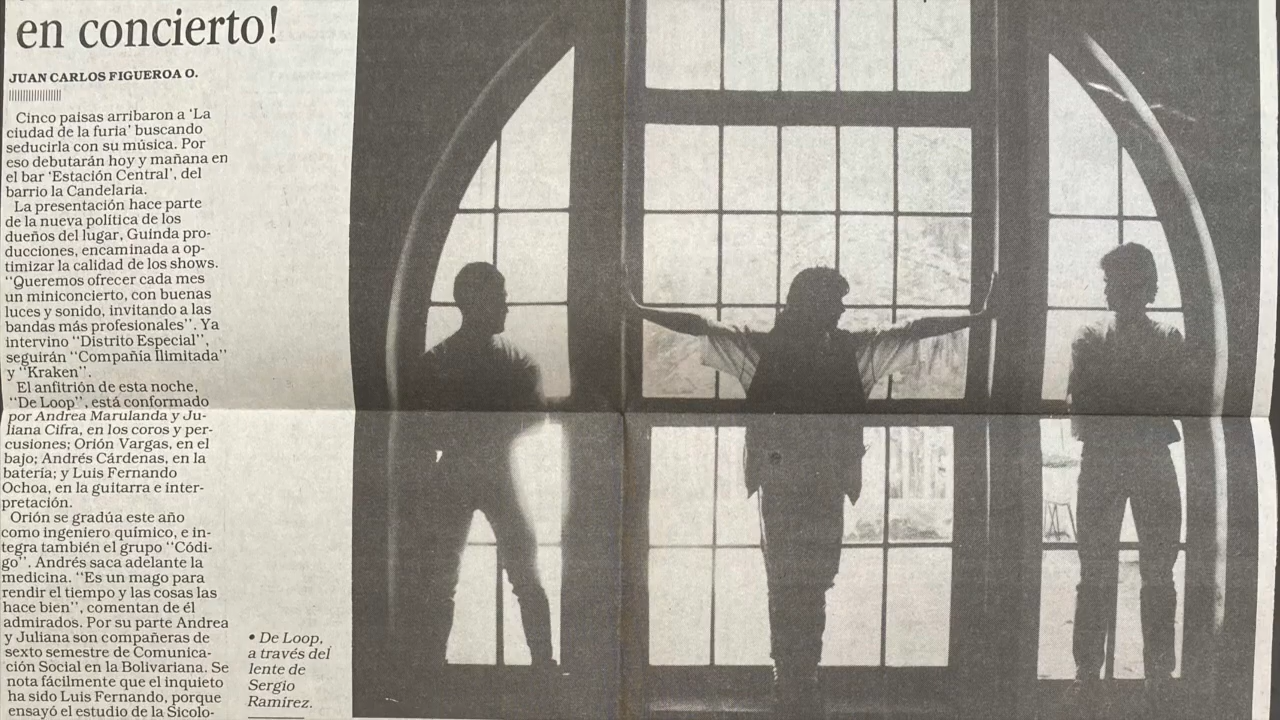 en concierto!
JUAN CARLOS FIGUEROA O.
Cinco paisas arribaron a 'La
ciudad de la furia' buscando
seducirla con su música. Por
eso debutarán hoy y mañana en
el bar 'Estación Central', del
barrio la Candelaria.
La presentación hace parte
de la nueva política de los
dueños del lugar, Guinda pro-
ducciones, encaminada a op-
timizar la calidad de los shows.
"Queremos ofrecer cada mes
un miniconcierto, con buenas
luces y sonido, invitando a las
bandas más profesionales". Ya
intervino "Distrito Especial",
seguirán "Compañía Ilimitada"
y "Kraken".
El anfitrión de esta noche,
"De Loop", está conformado
por Andrea Marulanda y Ju-
liana Cifra, en los coros y per-
cusiones; Orión Vargas, en el
bajo; Andrés Cárdenas, en la
batería; y Luis Fernando
Ochoa, en la guitarra e inter-
pretación.
Orión se gradúa este año
como ingeniero químico, e in-
tegra también el grupo "Códi-
go". Andrés saca adelante la
medicina. "Es un mago para
rendir el tiempo y las cosas las
hace bien", comentan de él
admirados. Por su parte Andrea
y Juliana son compañeras de
sexto semestre de Comunica-
ción Social en la Bolivariana. Se
nota fácilmente que el inquieto
ha sido Luis Fernando, porque
ensayó el estudio de la Sicolo-
• De Loop,
a través del
lente de
Sergio
Ramírez.